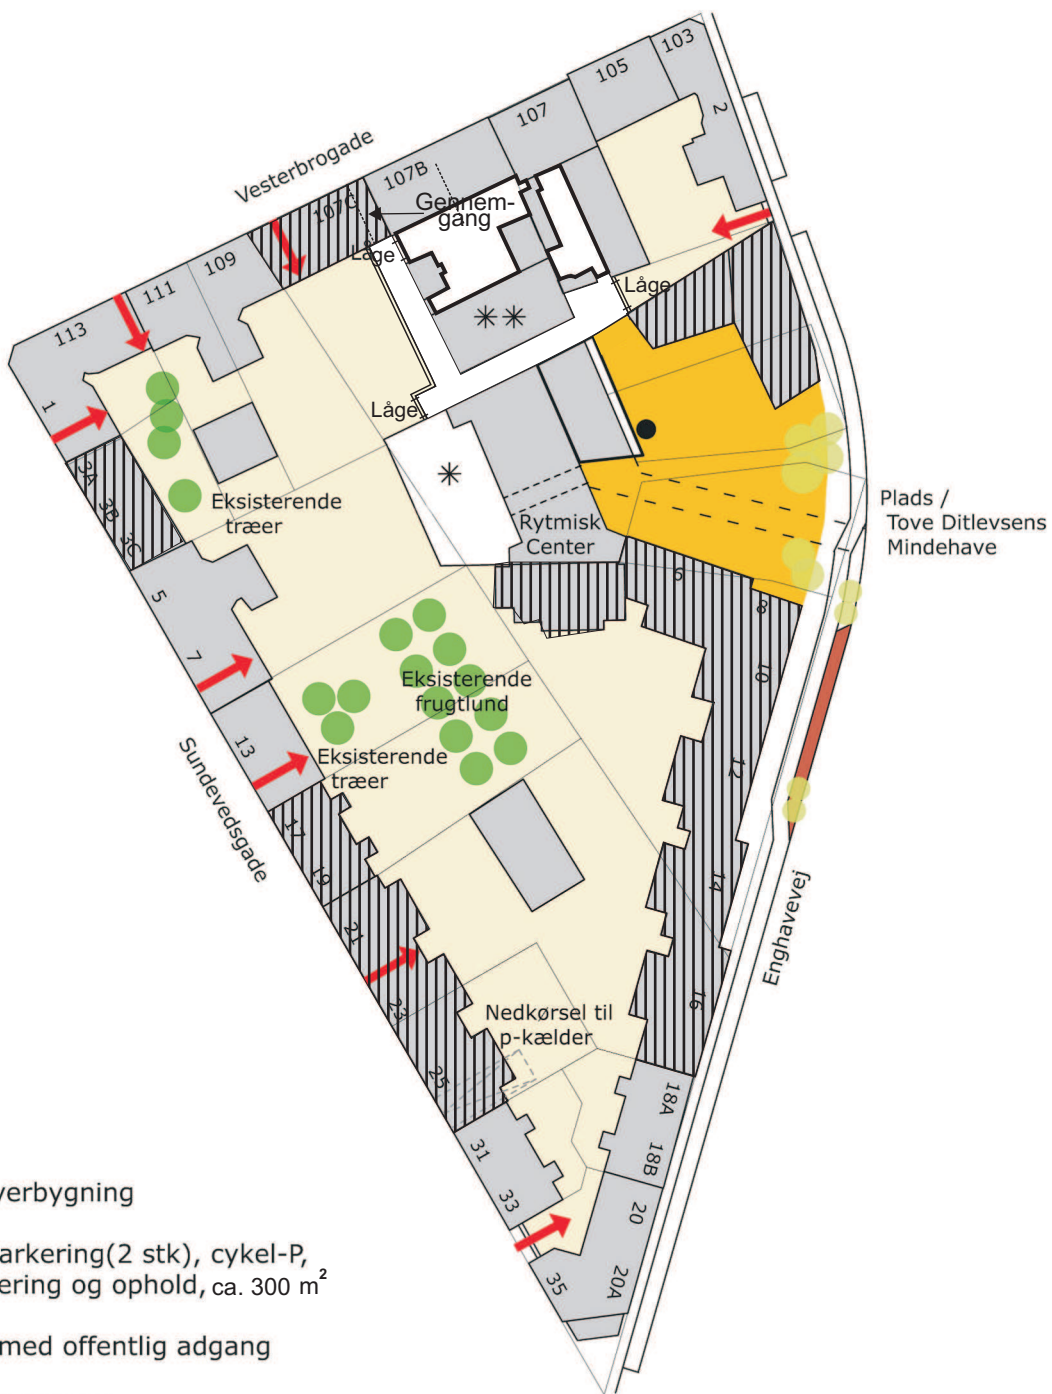 103
105
2
107
Vesterbrogade
107B
107C
Gennem-
gang
109
Låge
111
Låge
113
1
Låge
3A
3B
3C
Eksisterende
træer
Rytmisk
Center
Plads /
Tove Ditlevsens
Mindehave
5
6
8
7
10
Eksisterende
frugtlund
13
Eksisterende
træer
12
Sundevedsgade
17
19
14
21
Enghavevej
23
16
Nedkørsel til
p-kælder
25
18A
31
18B
33
20
35
20A
verbygning
arkering(2 stk), cykel-P,
ering og ophold, ca. 300 m²
med offentlig adgang